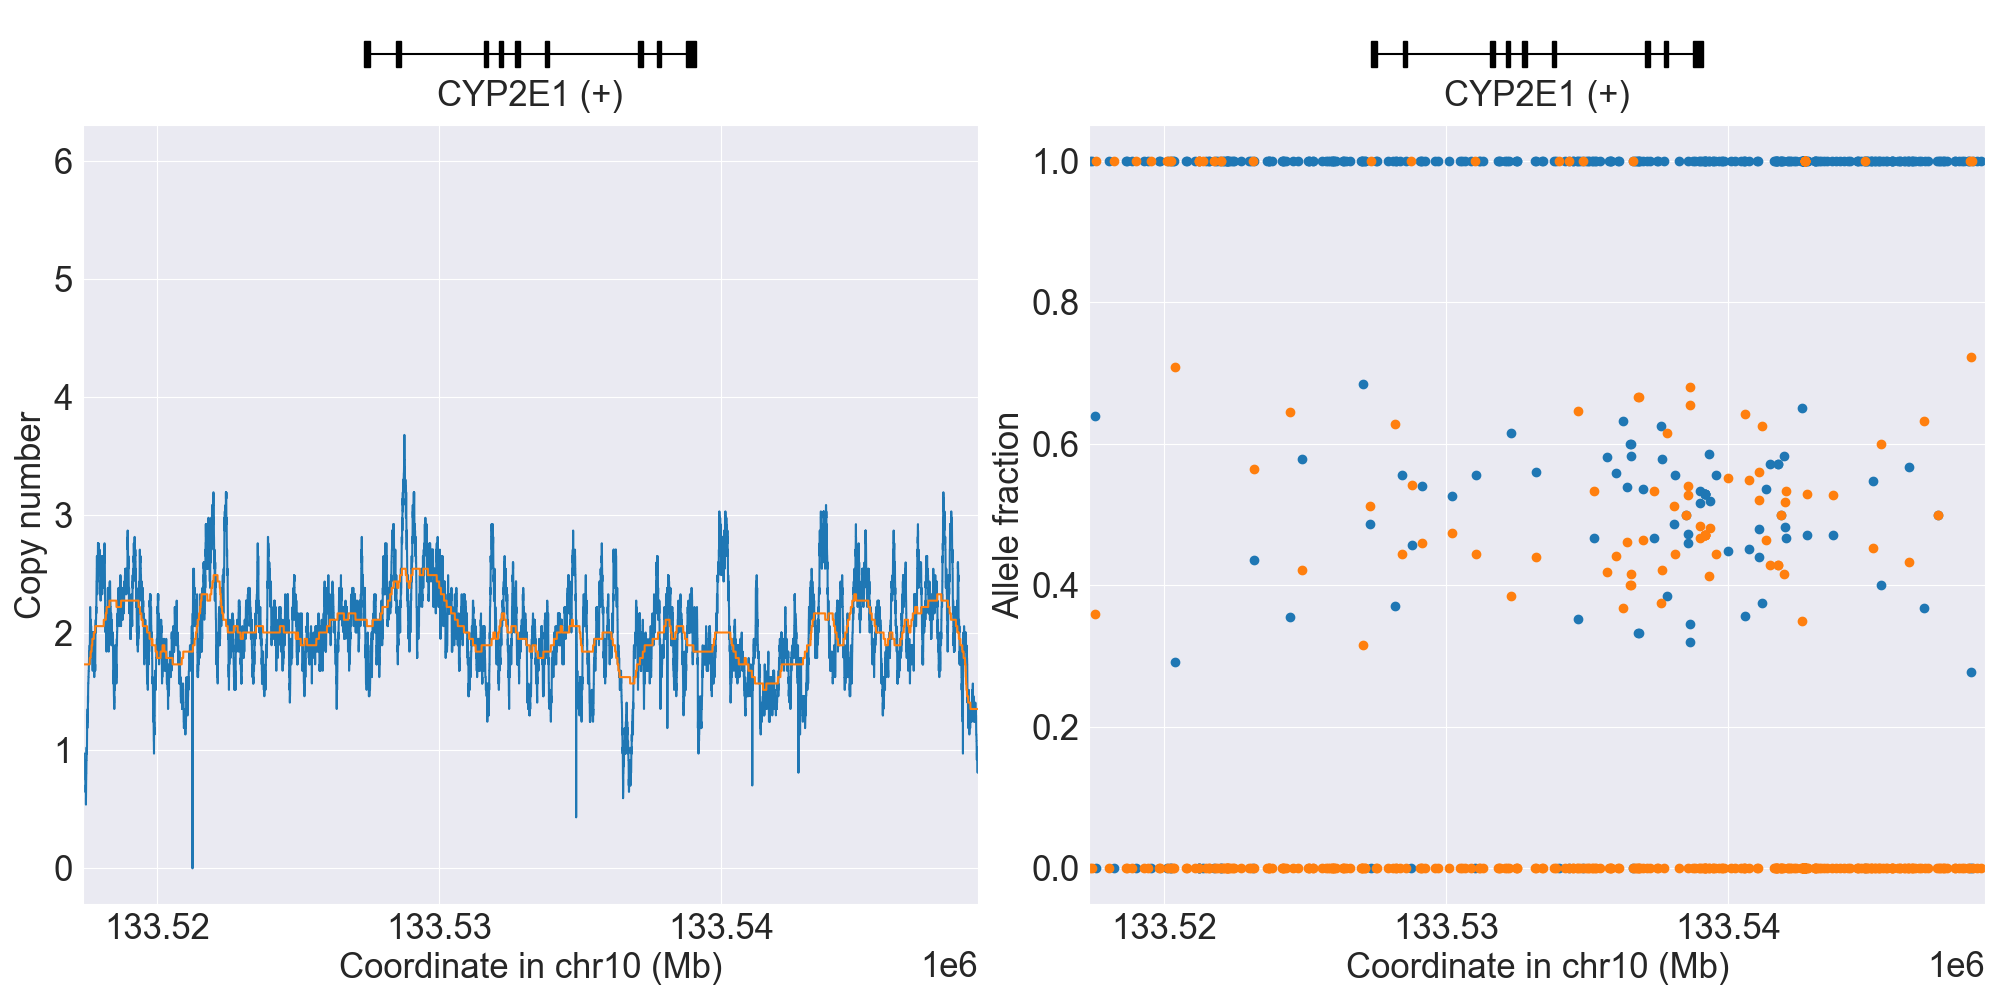 CYP2E1 (+)
CYP2E1 (+)
6
5
4
3
2
1
0
Copy number
133.52 133.53 133.54
Coordinate in chr10 (Mb) 1e6
1.0
0.8
0.6
0.4
0.2
0.0
Allele fraction
133.52 133.53 133.54
Coordinate in chr10 (Mb) 1e6